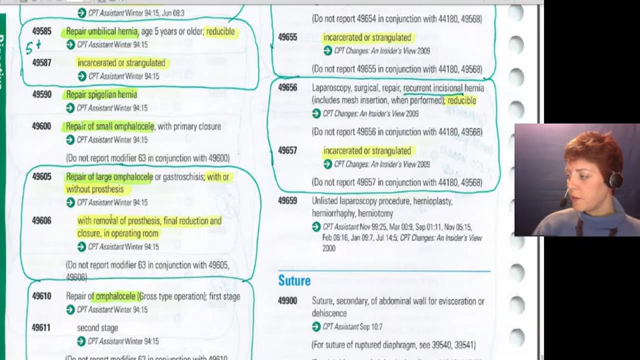 CPT Assistant Winter 94:15, Jun 08:3
49585 Repair umbilical hernia, age 5 years or older; reducible
CPT Assistant Winter 94:15
5+
49587 incarcerated or strangulated
CPT Assistant Winter 94:15
49590 Repair spigelian hernia
CPT Assistant Winter 94:15
49600 Repair of small omphalocele, with primary closure
CPT Assistant Winter 94:15
(Do not report modifier 63 in conjunction with 49600)
49605 Repair of large omphalocele or gastroschisis; with or
without prosthesis
CPT Assistant Winter 94:15
49606 with removal of prosthesis, final reduction and
closure, in operating room
CPT Assistant Winter 94:15
(Do not report modifier 63 in conjunction with 49605,
49606)
49610 Repair of omphalocele (Gross type operation); first stage
CPT Assistant Winter 94:15
49611 second stage
CPT Assistant Winter 94:15
(Do not report modifier 63 in conjunction with
(Do not report 49654 in conjunction with 44180, 49568)
49655 incarcerated or strangulated
CPT Changes: An Insider's View 2009
(Do not report 49655 in conjunction with 44180, 49568)
49656 Laparoscopy, surgical, repair, recurrent incisional hernia
(includes mesh insertion, when performed); reducible
CPT Changes: An Insider's View 2009
(Do not report 49656 in conjunction with 44180, 49568)
49657 incarcerated or strangulated
CPT Changes: An Insider's View 2009
(Do not report 49657 in conjunction with 44180, 49568)
49659 Unlisted laparoscopy procedure, hernioplasty,
herniorrhaphy, herniotomy
CPT Assistant Nov 99:25, Mar 00:9, Sep 01:11, Nov 05:15,
Feb 06:16, Jan 09:7, Jul 14:5; CPT Changes: An Insider's View
2000
Suture
49900 Suture, secondary, of abdominal wall for evisceration or
dehiscence
CPT Assistant Sep 10:7
(For suture of ruptured diaphragm, see 39540, 39541)